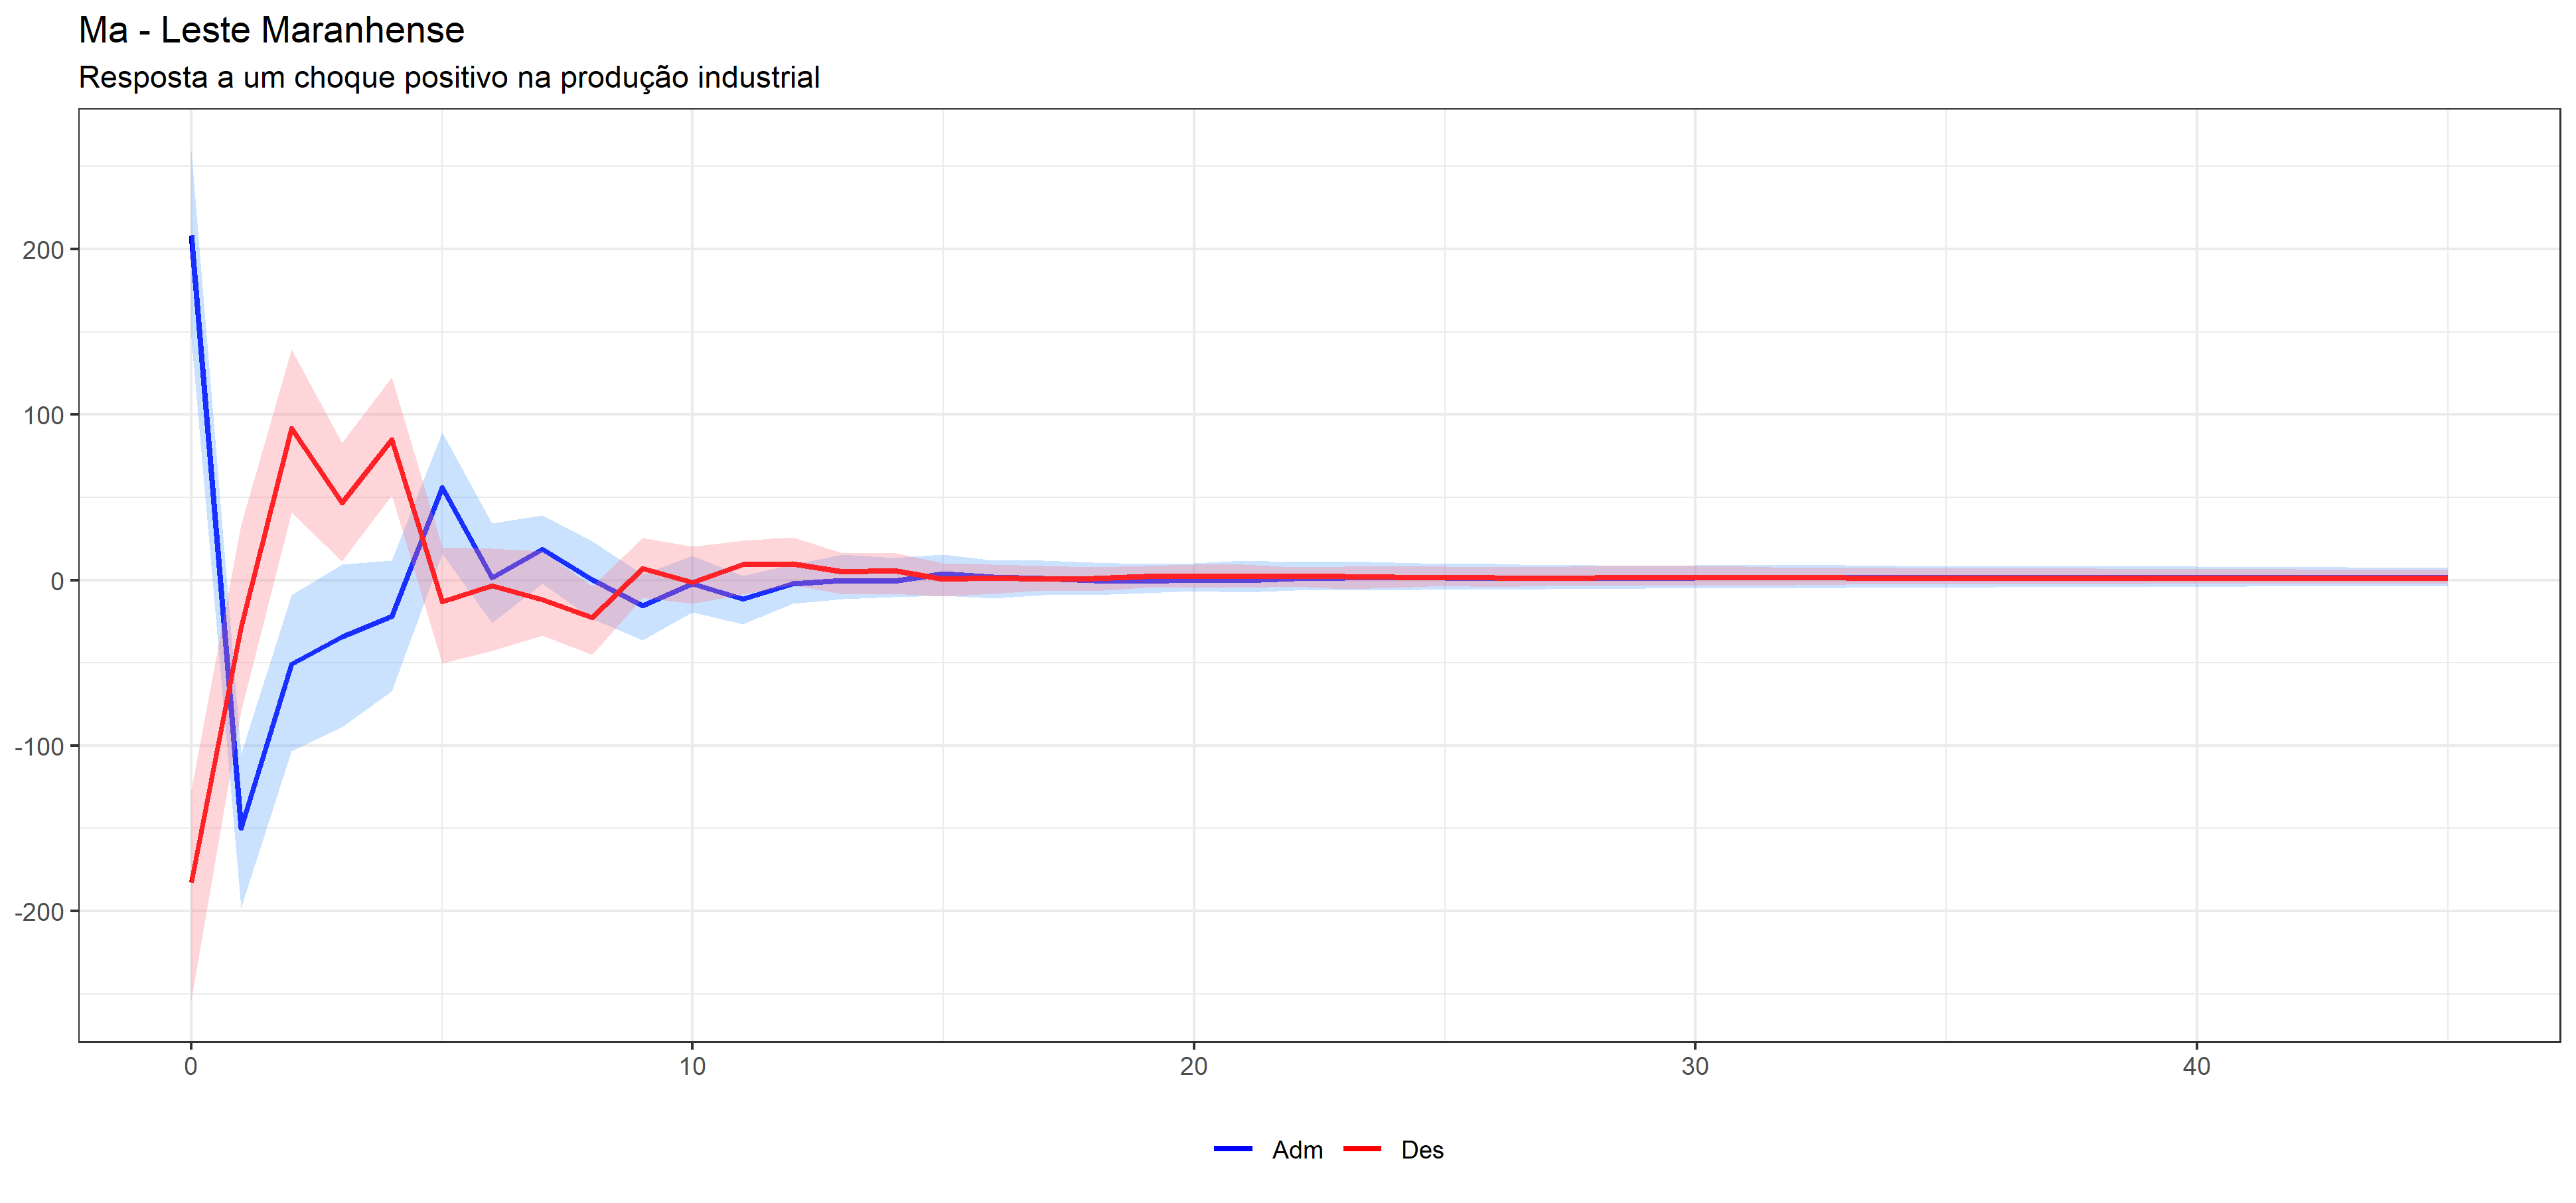 Ma - Leste Maranhense
Resposta a um choque positivo na produção industrial
200
100
0
-100
-200
0 10 20 30 40
Adm Des